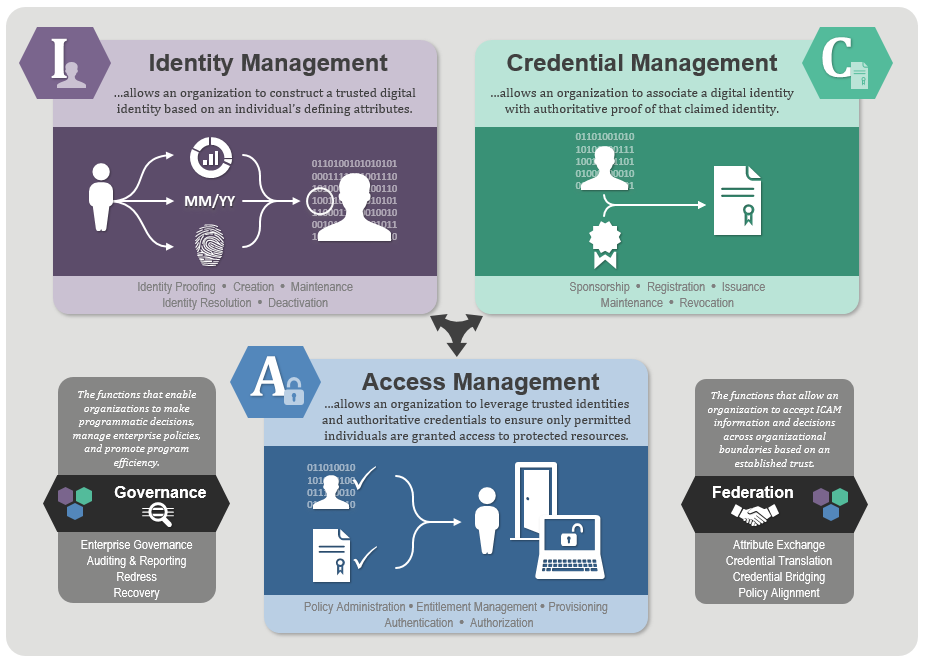 I
Identity Management
...allows an organization to construct a trusted digital
identity based on an individual's defining attributes.
MM/YY
0110100101010101
Identity Proofing • Creation • Maintenance
Identity Resolution • Deactivation
C
Credential Management
...allows an organization to associate a digital identity
with authoritative proof of that claimed identity.
01101001010
Sponsorship • Registration • Issuance
Maintenance • Revocation
A
Access Management
...allows an organization to leverage trusted identities
and authoritative credentials to ensure only permitted
individuals are granted access to protected resources.
011010010
Policy Administration • Entitlement Management • Provisioning
Authentication • Authorization
The functions that enable
organizations to make
programmatic decisions,
manage enterprise policies,
and promote program
efficiency.
Governance
Enterprise Governance
Auditing & Reporting
Redress
Recovery
The functions that allow an
organization to accept ICAM
information and decisions
across organizational
boundaries based on an
established trust.
Federation
Attribute Exchange
Credential Translation
Credential Bridging
Policy Alignment